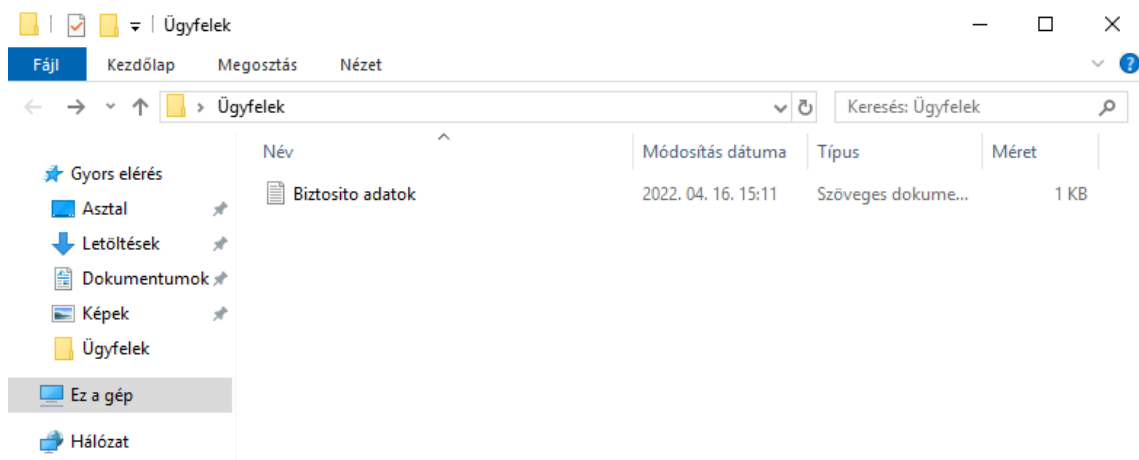 Ügyfelek
Fájl Kezdőlap Megosztás Nézet ?
Ügyfelek Keresés: Ügyfelek
Név Módosítás dátuma Típus Méret
Gyors elérés
Biztosito adatok 2022. 04. 16. 15:11 Szöveges dokume... 1 KB
Asztal
Letöltések
Dokumentumok
Képek
Ügyfelek
Ez a gép
Hálózat